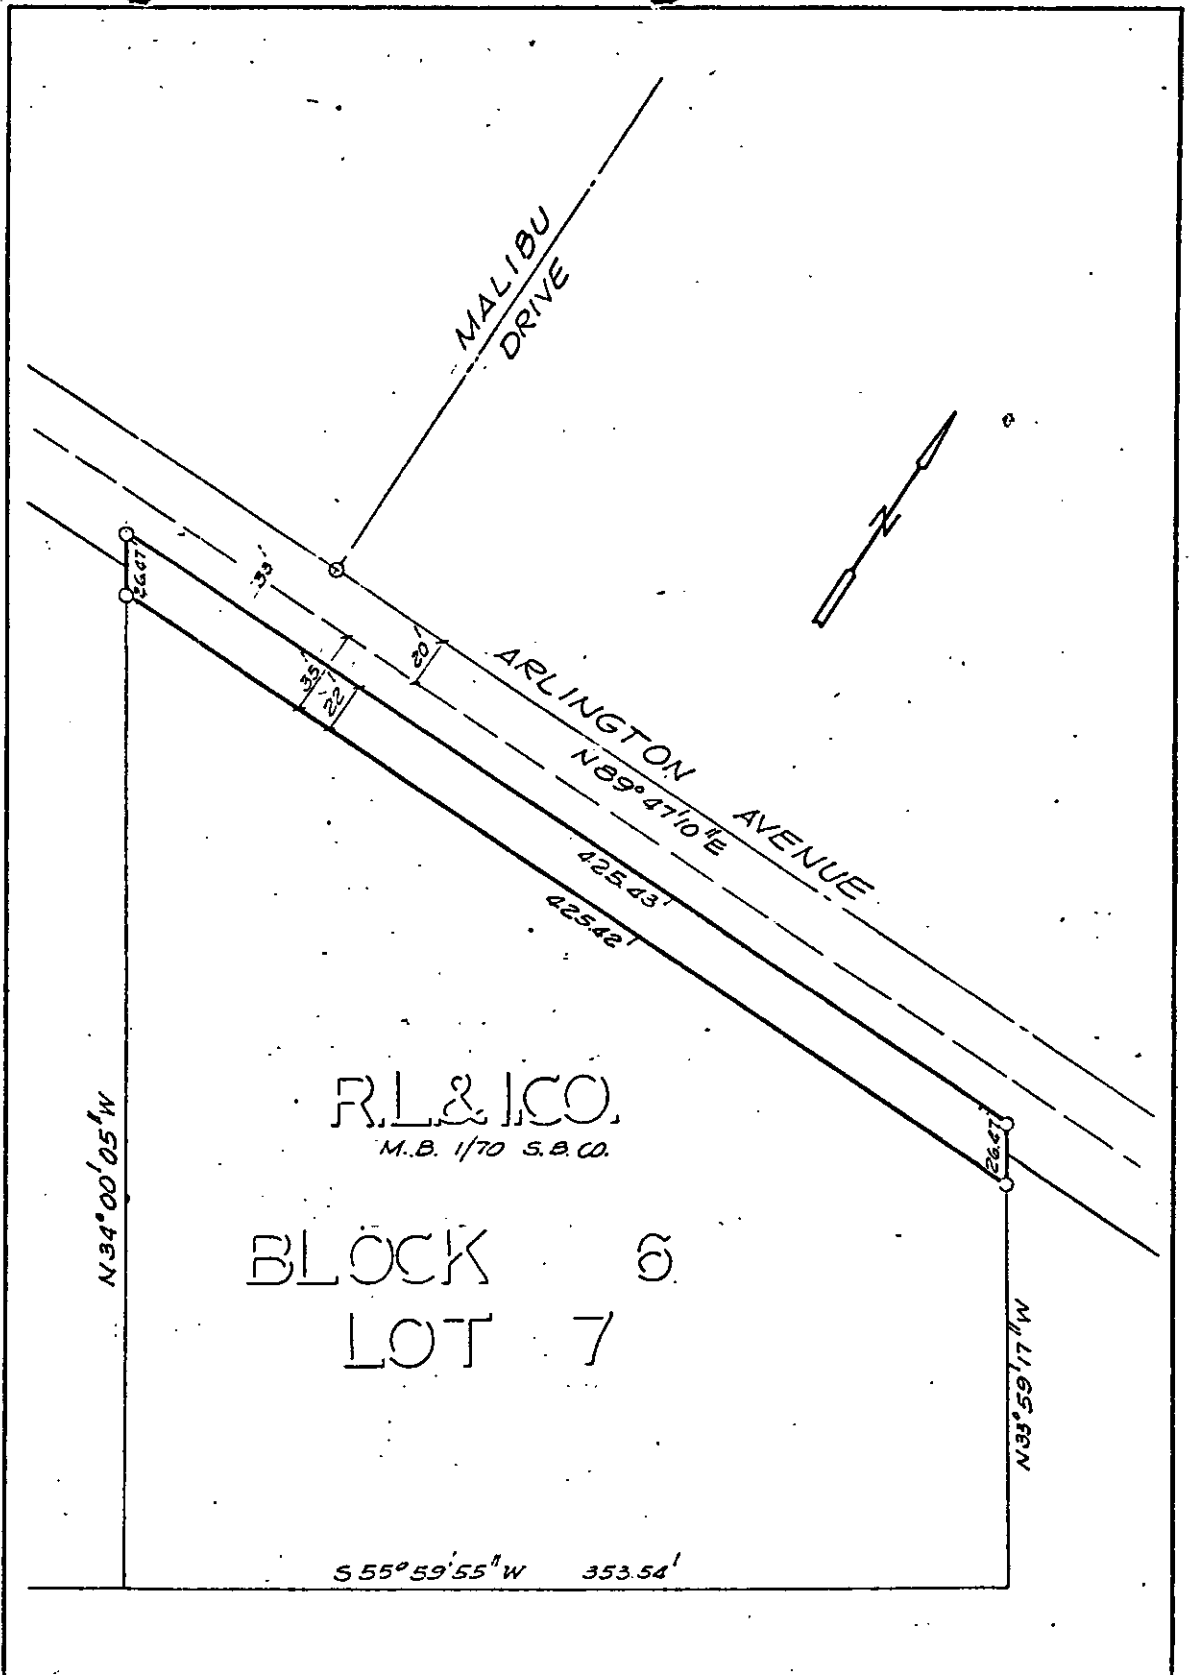 MALIBU
DRIVE
N
26.47'
33'
35'
22'
20'
ARLINGTON AVENUE
N89°47'10"E
425.43'
425.42'
R.L.& I.CO.
M.B. 1/70 S.B. CO.
26.47'
N34°00'05"W
BLOCK 6
LOT 7
N33°59'17"W
S55°59'55"W 353.54'